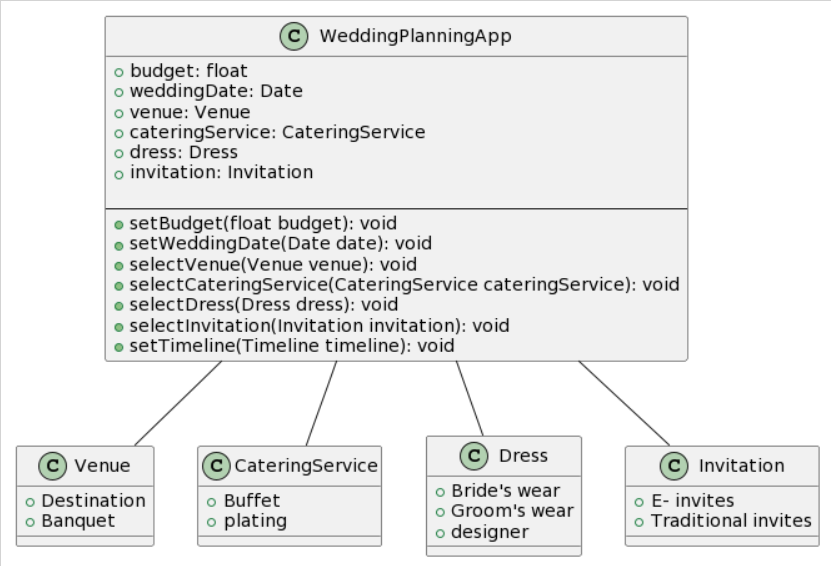 C WeddingPlanningApp
budget: float
weddingDate: Date
venue: Venue
cateringService: CateringService
dress: Dress
invitation: Invitation
setBudget(float budget): void
setWeddingDate(Date date): void
selectVenue(Venue venue): void
selectCateringService(CateringService cateringService): void
selectDress(Dress dress): void
selectInvitation(Invitation invitation): void
setTimeline(Timeline timeline): void
C Venue
Destination
Banquet
C CateringService
Buffet
plating
C Dress
Bride's wear
Groom's wear
designer
C Invitation
E- invites
Traditional invites